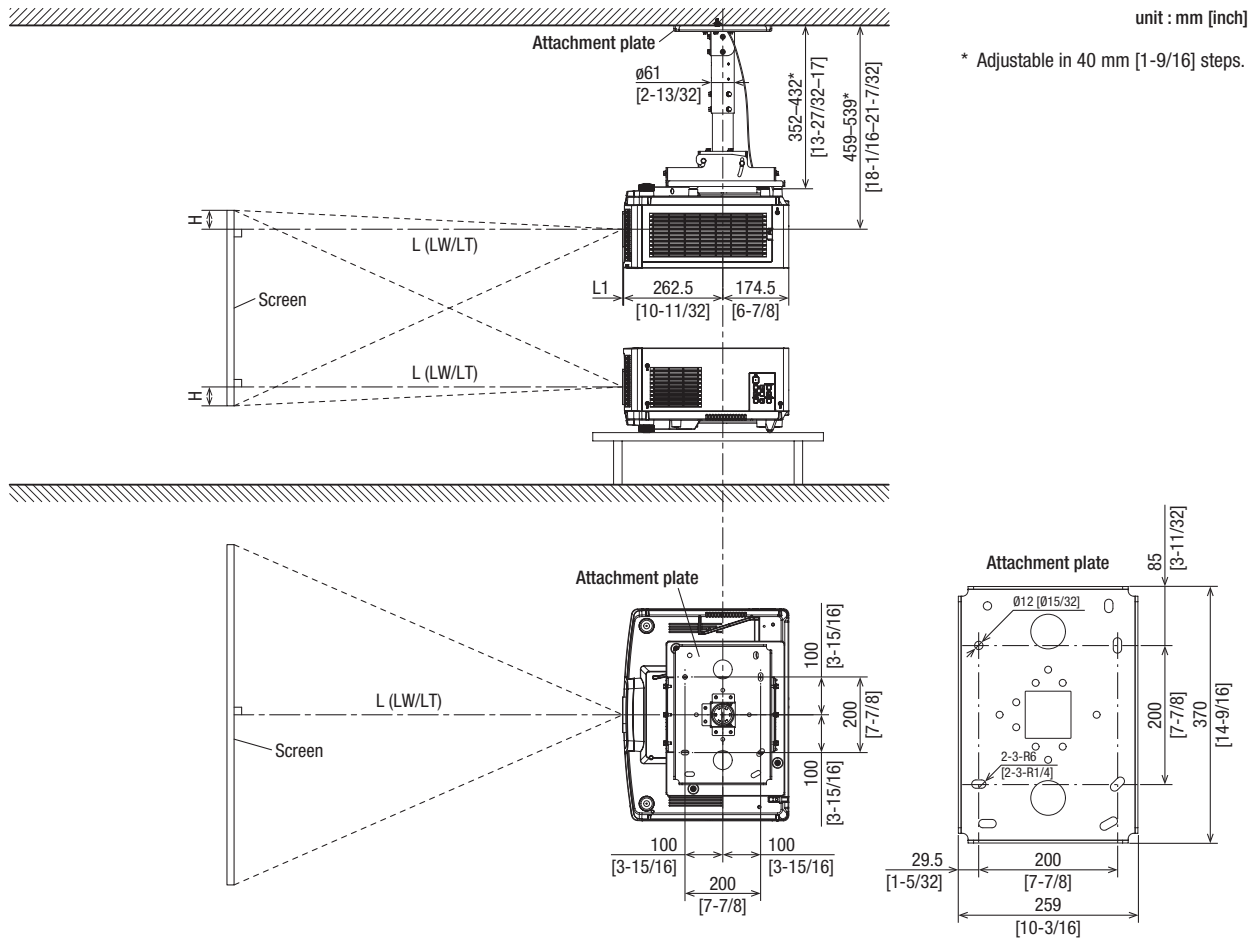 unit : mm [inch]
* Adjustable in 40 mm [1-9/16] steps.
Attachment plate
ø61
[2-13/32]
352–432*
[13-27/32–17]
459–539*
[18-1/16–21-7/32]
H
L (LW/LT)
Screen
L1
262.5
[10-11/32]
174.5
[6-7/8]
L (LW/LT)
H
Attachment plate
L (LW/LT)
Screen
100
[3-15/16]
200
[7-7/8]
100
[3-15/16]
100
[3-15/16]
100
[3-15/16]
200
[7-7/8]
Attachment plate
85
[3-11/32]
Ø12 [Ø15/32]
200
[7-7/8]
370
[14-9/16]
2-3-R6
[2-3-R1/4]
29.5
[1-5/32]
200
[7-7/8]
259
[10-3/16]